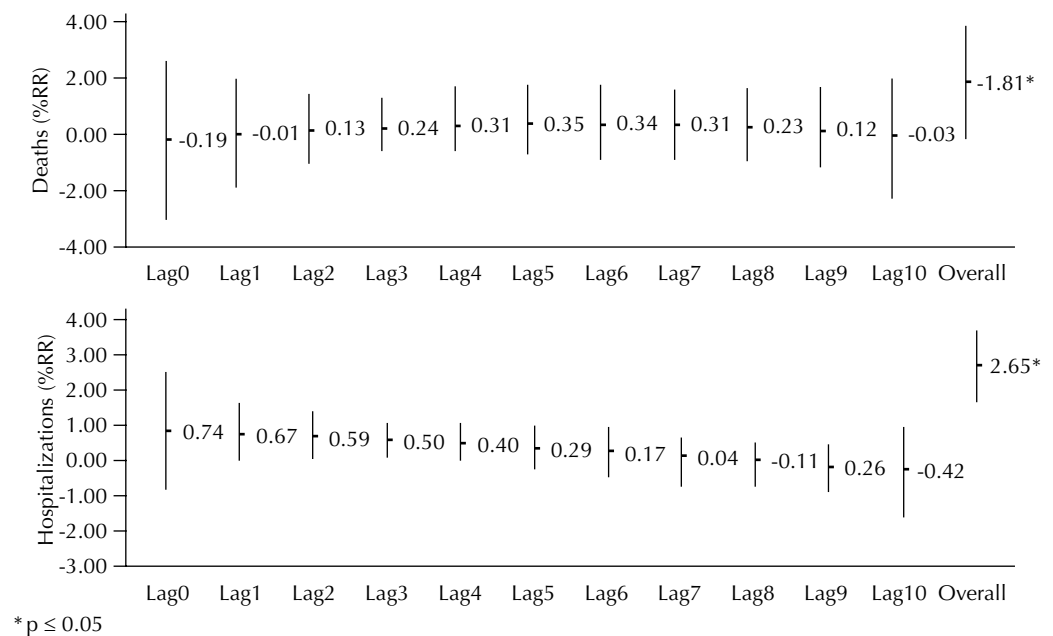 Deaths (%RR)
4.00
2.00
0.00
-2.00
-4.00
-0.19 -0.01 0.13 0.24 0.31 0.35 0.34 0.31 0.23 0.12 -0.03 -1.81*
Lag0 Lag1 Lag2 Lag3 Lag4 Lag5 Lag6 Lag7 Lag8 Lag9 Lag10 Overall
Hospitalizations (%RR)
4.00
3.00
2.00
1.00
0.00
-1.00
-2.00
-3.00
0.74 0.67 0.59 0.50 0.40 0.29 0.17 0.04 -0.11 0.26 -0.42 2.65*
Lag0 Lag1 Lag2 Lag3 Lag4 Lag5 Lag6 Lag7 Lag8 Lag9 Lag10 Overall
*p ≤ 0.05